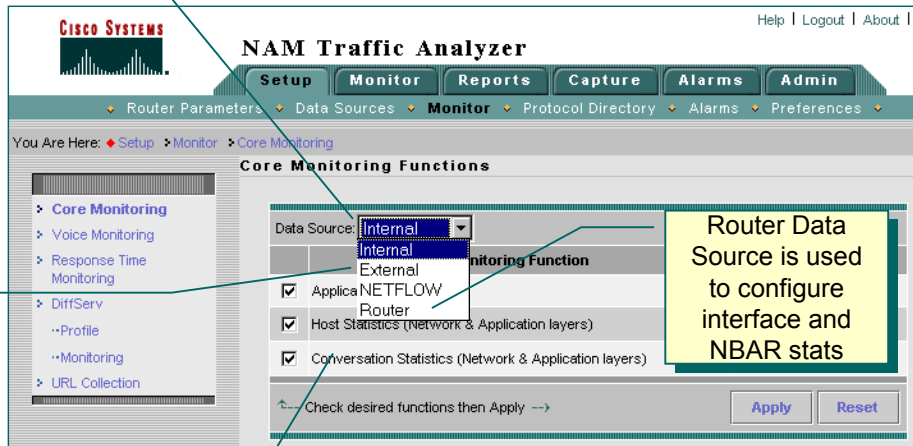 Help | Logout | About |
CISCO SYSTEMS
NAM Traffic Analyzer
Setup Monitor Reports Capture Alarms Admin
Router Parameters Data Sources Monitor Protocol Directory Alarms Preferences
You Are Here: Setup Monitor Core Monitoring
Core Monitoring Functions
Core Monitoring
Voice Monitoring
Response Time
Monitoring
DiffServ
Profile
Monitoring
URL Collection
Data Source: Internal
Internal
External
NETFLOW
Router
Function
Host Statistics (Network & Application layers)
Conversation Statistics (Network & Application layers)
Check desired functions then Apply -->
Apply Reset
Router Data
Source is used
to configure
interface and
NBAR stats